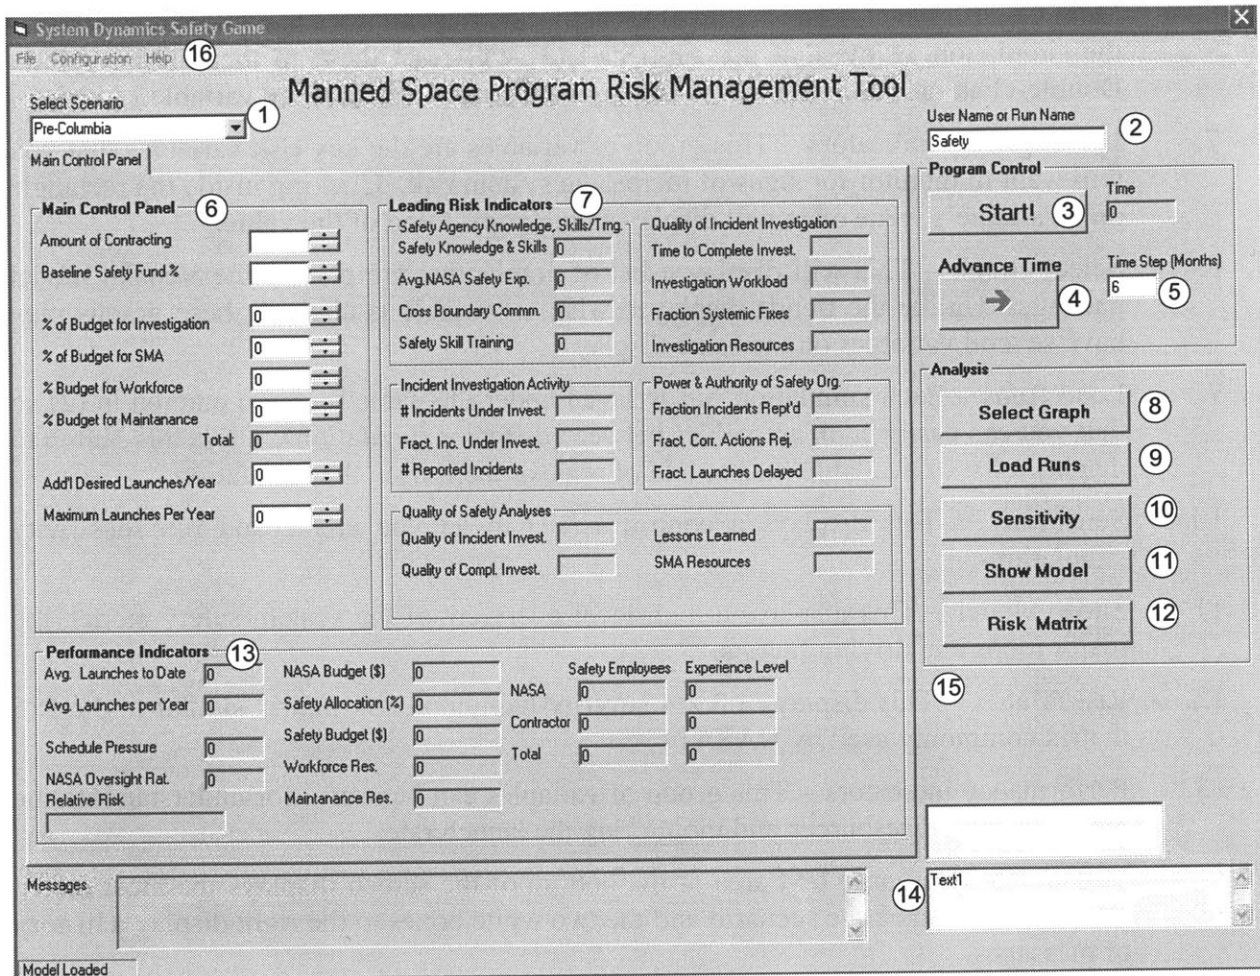 System Dynamics Safety Game
File Configuration Help 16
Manned Space Program Risk Management Tool
Select Scenario
Pre-Columbia 1
User Name or Run Name
Safety 2
Main Control Panel
Main Control Panel 6
Amount of Contracting
Baseline Safety Fund %
% of Budget for Investigation 0
% of Budget for SMA 0
% Budget for Workforce 0
% Budget for Maintanance 0
Total: 0
Add'l Desired Launches/Year 0
Maximum Launches Per Year 0
Leading Risk Indicators 7
Safety Agency Knowledge, Skills/Trng.
Safety Knowledge & Skills 0
Avg.NASA Safety Exp. 0
Cross Boundary Commm. 0
Safety Skill Training 0
Quality of Incident Investigation
Time to Complete Invest.
Investigation Workload
Fraction Systemic Fixes
Investigation Resources
Incident Investigation Activity
# Incidents Under Invest.
Fract. Inc. Under Invest.
# Reported Incidents
Power & Authority of Safety Org.
Fraction Incidents Rept'd
Fract. Corr. Actions Rej.
Fract. Launches Delayed
Quality of Safety Analyses
Quality of Incident Invest.
Quality of Compl. Invest.
Lessons Learned
SMA Resources
Program Control
Start! 3
Time
0
Advance Time
4
Time Step (Months)
6 5
Analysis
Select Graph 8
Load Runs 9
Sensitivity 10
Show Model 11
Risk Matrix 12
15
Performance Indicators 13
Avg. Launches to Date 0
Avg. Launches per Year 0
Schedule Pressure 0
NASA Oversight Rat. 0
Relative Risk
NASA Budget ($) 0
Safety Allocation (%) 0
Safety Budget ($) 0
Workforce Res. 0
Maintanance Res. 0
Safety Employees Experience Level
NASA 0 0
Contractor 0 0
Total 0 0
Messages
14 Text1
Model Loaded